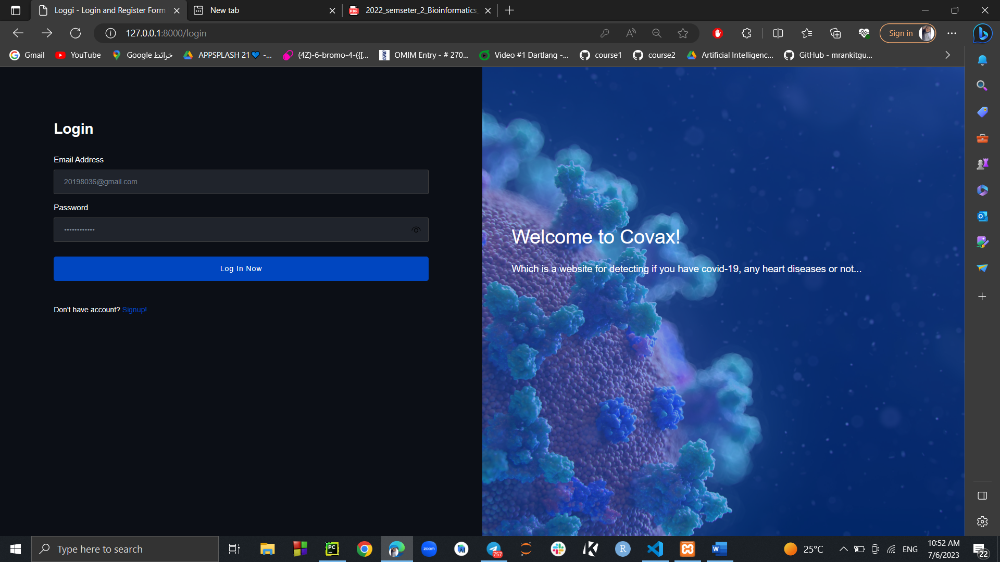 Loggi - Login and Register Form
New tab
2022_semseter_2_Bioinformatics_
127.0.0.1:8000/login
Sign in
Gmail
YouTube
Google خرائط
APPSPLASH 21💙 -...
(4Z)-6-bromo-4-({[...
OMIM Entry - # 270...
Video #1 Dartlang -...
course1
course2
Artificial Intelligenc...
GitHub - mrankitgu...
Login
Email Address
20198036@gmail.com
Password
Log In Now
Don't have account? Signup!
Welcome to Covax!
Which is a website for detecting if you have covid-19, any heart diseases or not...
Type here to search
PC
zoom
757
R
W
25°C
ENG
10:52 AM
7/6/2023
22